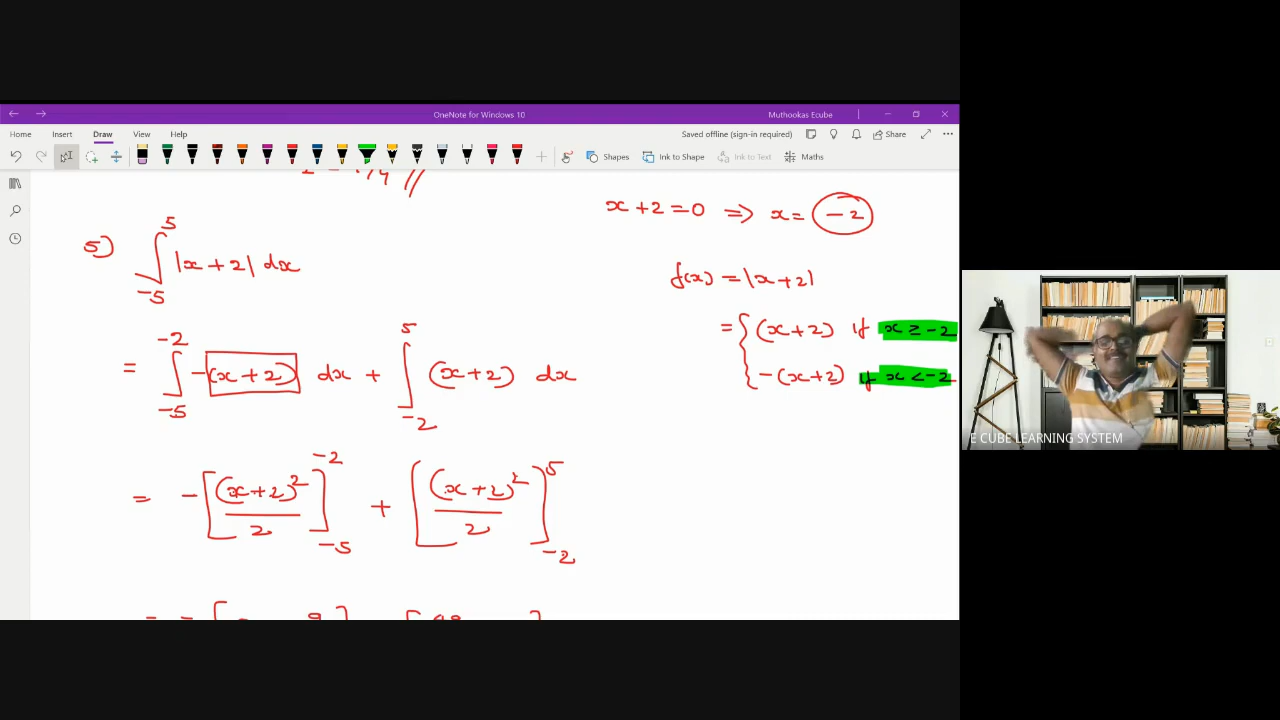 OneNote for Windows 10
Muthookas Ecube
Home Insert Draw View Help
Saved offline (sign-in required) Share
Shapes Ink to Shape Ink to Text Maths
x+2=0 => x= -2
5) ∫_{-5}^{5} |x+2| dx
f(x) = |x+2|
= { (x+2) if x ≥ -2
-(x+2) if x < -2
= ∫_{-5}^{-2} -(x+2) dx + ∫_{-2}^{5} (x+2) dx
= -[(x+2)^2/2]_{-5}^{-2} + [(x+2)^2/2]_{-2}^{5}
E CUBE LEARNING SYSTEM